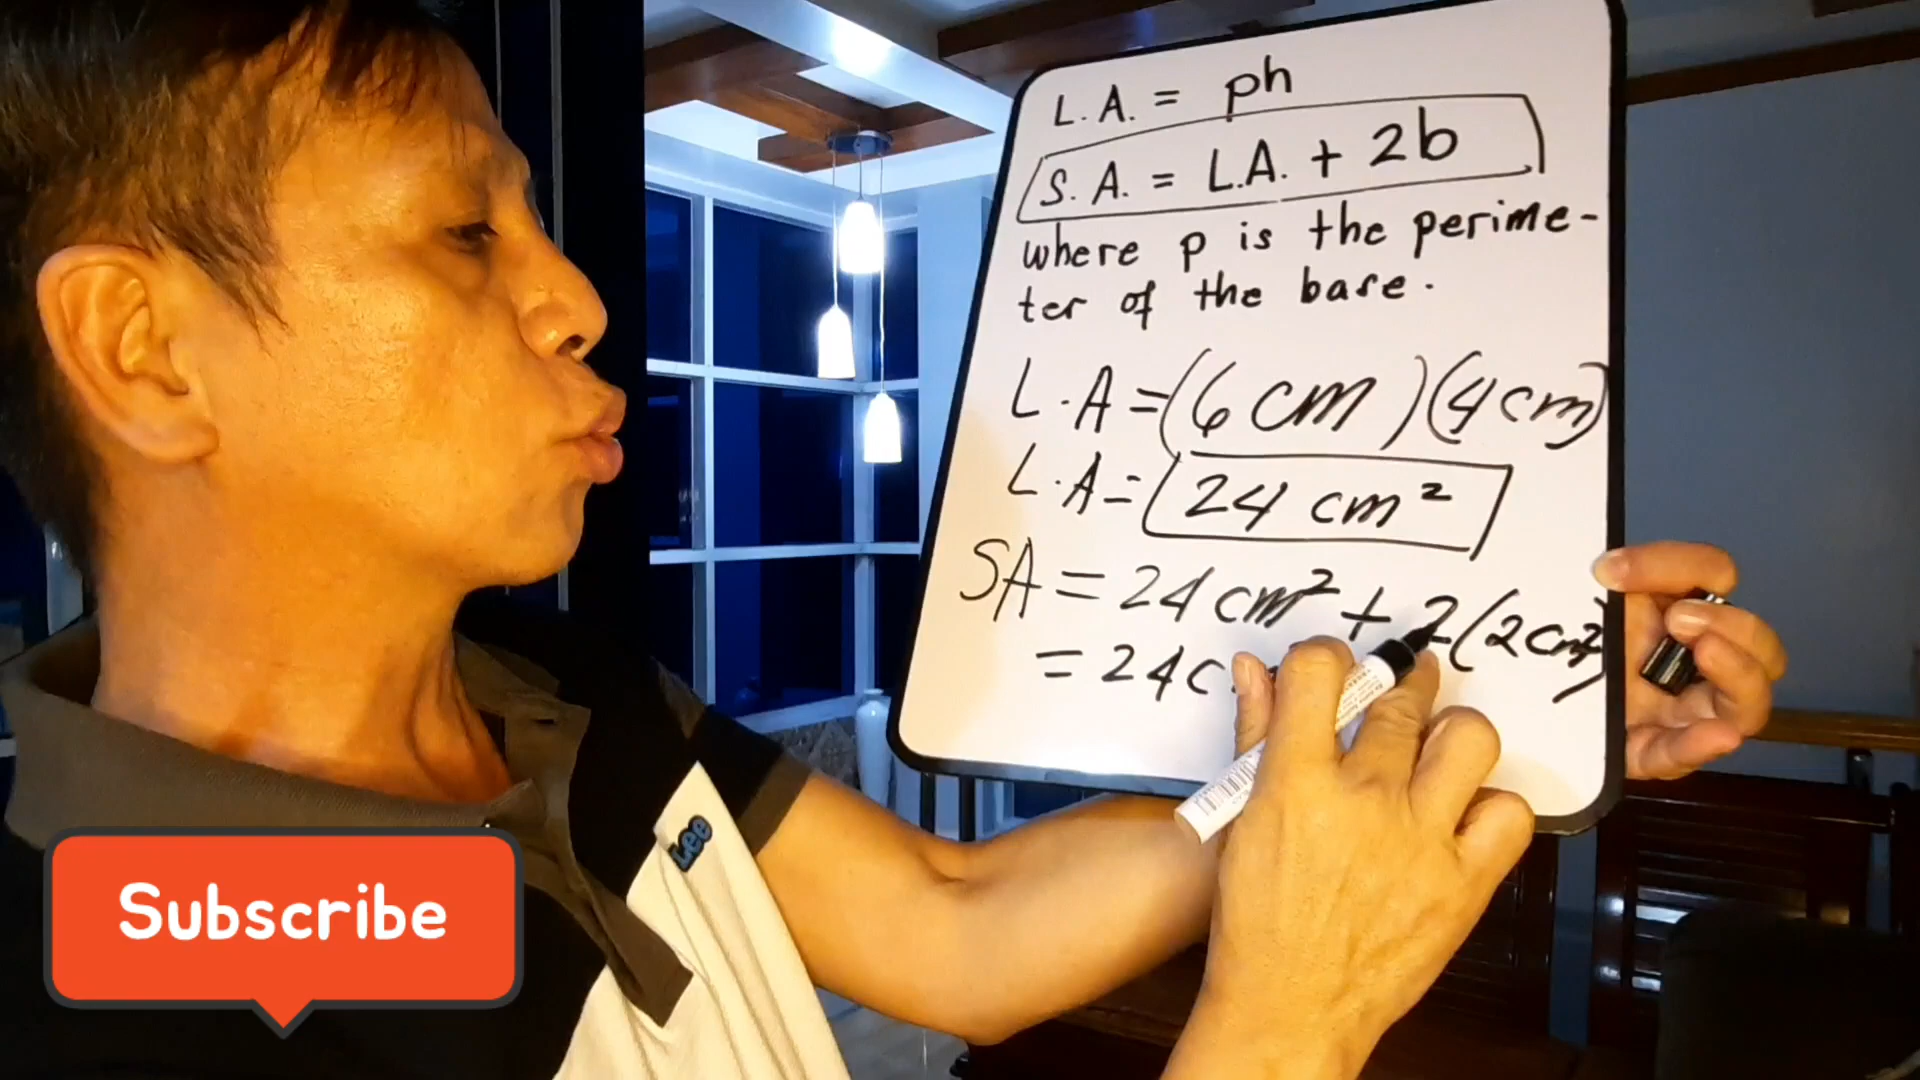 L.A. = ph
S.A. = L.A. + 2b
where p is the perime-
ter of the base.
L.A = (6 cm) (4 cm)
L.A = 24 cm²
SA = 24 cm² + 2 (2 cm²)
= 24 c
Lee
Subscribe